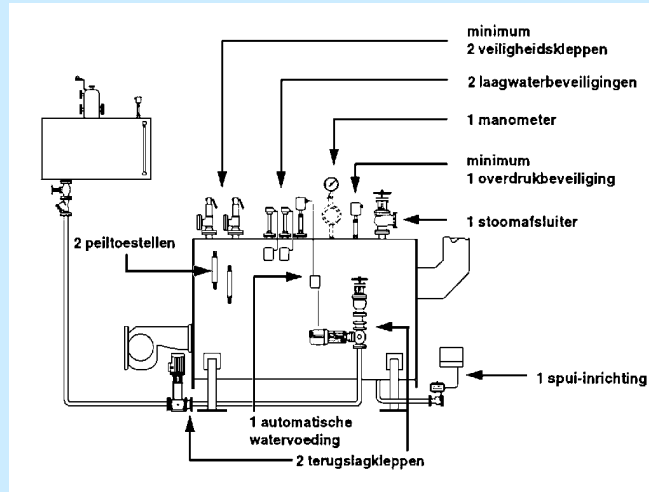 minimum
2 veiligheidskleppen
2 laagwaterbeveiligingen
1 manometer
minimum
1 overdrukbeveiliging
1 stoomafsluiter
2 peiltoestellen
1 spui-inrichting
1 automatische
watervoeding
2 terugslagkleppen